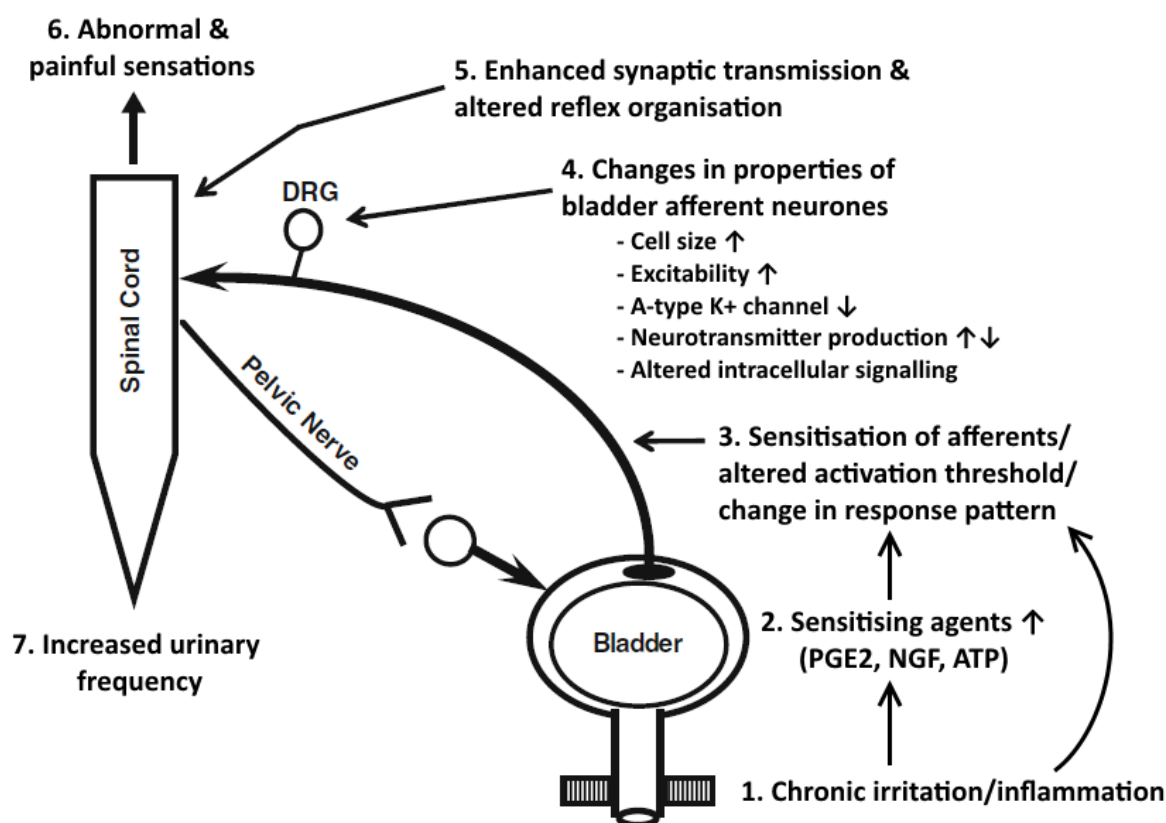 6. Abnormal &
painful sensations
5. Enhanced synaptic transmission &
altered reflex organisation
DRG
4. Changes in properties of
bladder afferent neurones
- Cell size ↑
- Excitability ↑
- A-type K+ channel ↓
- Neurotransmitter production ↑↓
- Altered intracellular signalling
Spinal Cord
Pelvic Nerve
3. Sensitisation of afferents/
altered activation threshold/
change in response pattern
Bladder
2. Sensitising agents ↑
(PGE2, NGF, ATP)
7. Increased urinary
frequency
1. Chronic irritation/inflammation